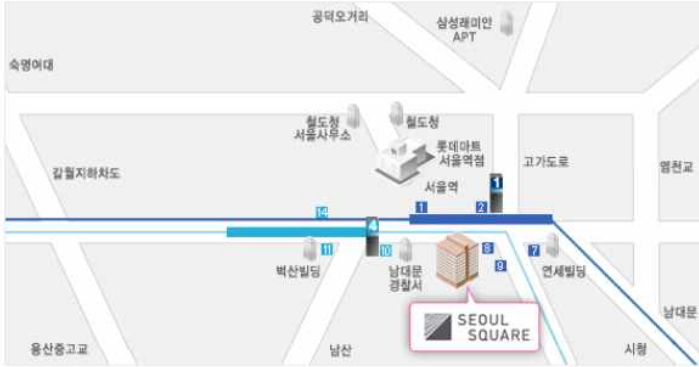 공덕오거리
삼성래미안
APT
숙명여대
철도청
서울사무소
철도청
롯데마트
서울역점
고가도로
염천교
갈월지하차도
서울역
1
14
1
2
4
11
10
8
7
9
벽산빌딩
남대문
경찰서
연세빌딩
SEOUL
SQUARE
남대문
용산중고교
남산
시청